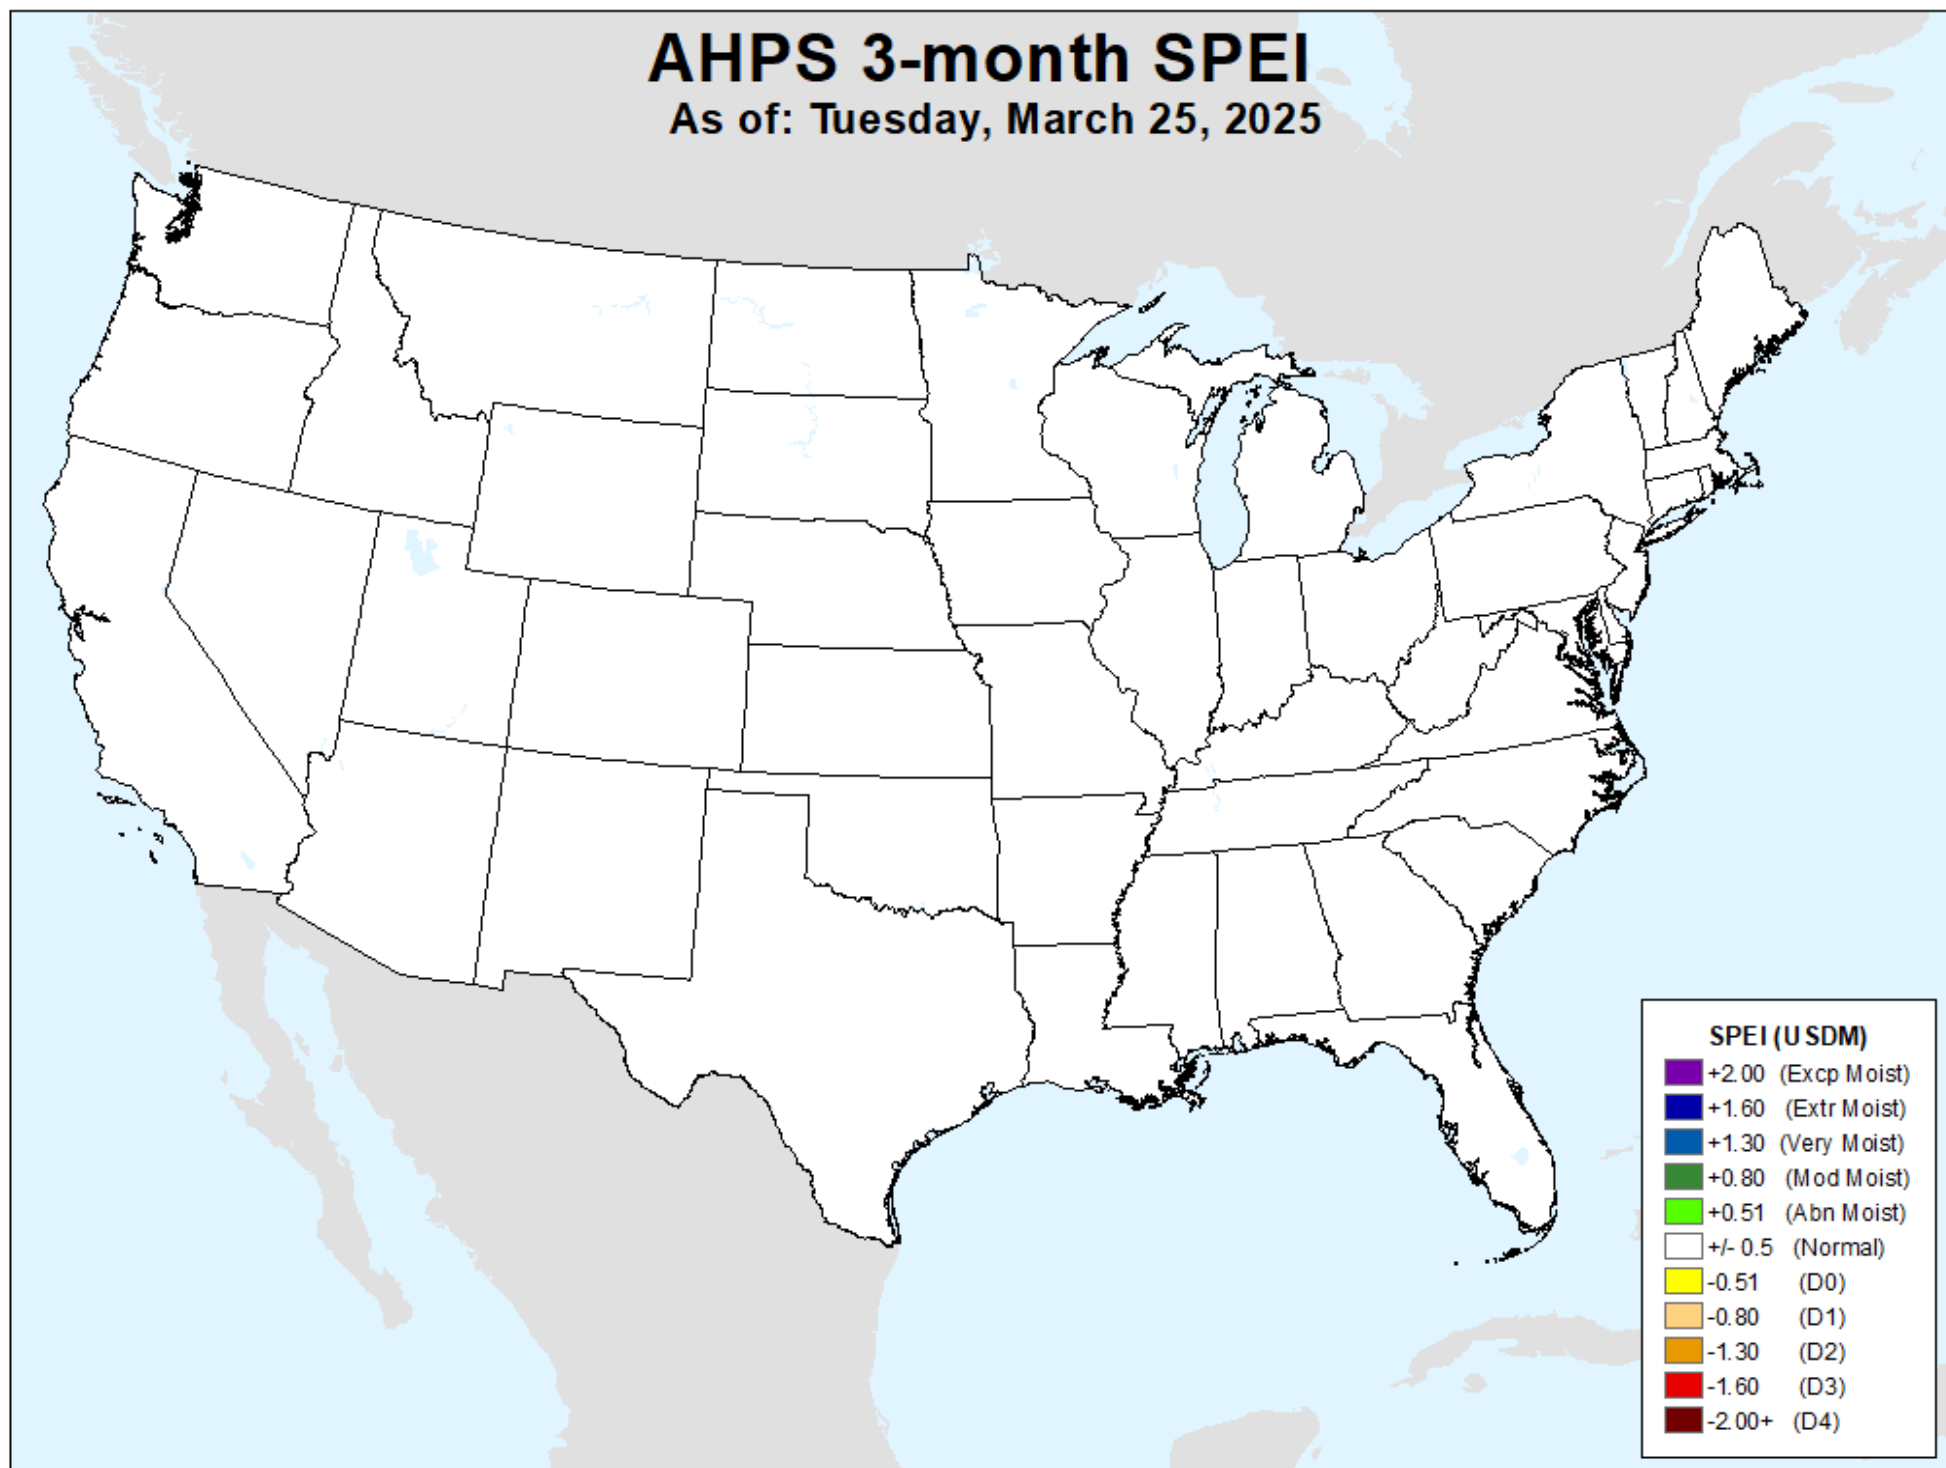 AHPS 3-month SPEI
As of: Tuesday, March 25, 2025
SPEI (USDM)
+2.00 (Excp Moist)
+1.60 (Extr Moist)
+1.30 (Very Moist)
+0.80 (Mod Moist)
+0.51 (Abn Moist)
+/- 0.5 (Normal)
-0.51 (D0)
-0.80 (D1)
-1.30 (D2)
-1.60 (D3)
-2.00+ (D4)